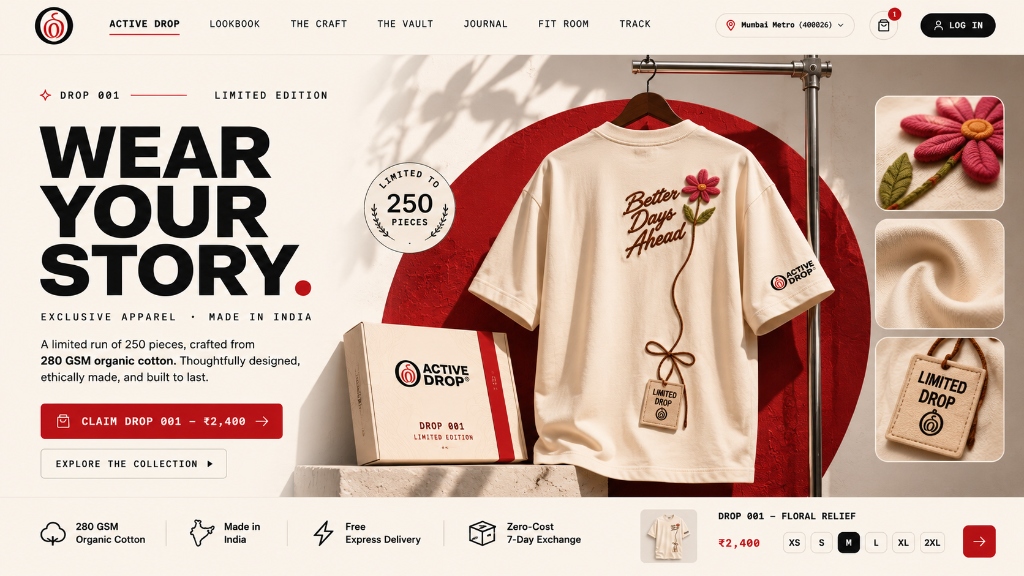 ACTIVE DROP
LOOKBOOK
THE CRAFT
THE VAULT
JOURNAL
FIT ROOM
TRACK
Mumbai Metro (400026)
1
LOG IN
DROP 001
LIMITED EDITION
WEAR
YOUR
STORY.
EXCLUSIVE APPAREL · MADE IN INDIA
A limited run of 250 pieces, crafted from
280 GSM organic cotton. Thoughtfully designed,
ethically made, and built to last.
CLAIM DROP 001 – ₹2,400
EXPLORE THE COLLECTION
LIMITED TO
250
PIECES
ACTIVE
DROP®
DROP 001
LIMITED EDITION
Better
Days
Ahead
ACTIVE
DROP®
LIMITED
DROP
LIMITED
DROP
280 GSM
Organic Cotton
Made in
India
Free
Express Delivery
Zero-Cost
7-Day Exchange
DROP 001 – FLORAL RELIEF
₹2,400
XS
S
M
L
XL
2XL